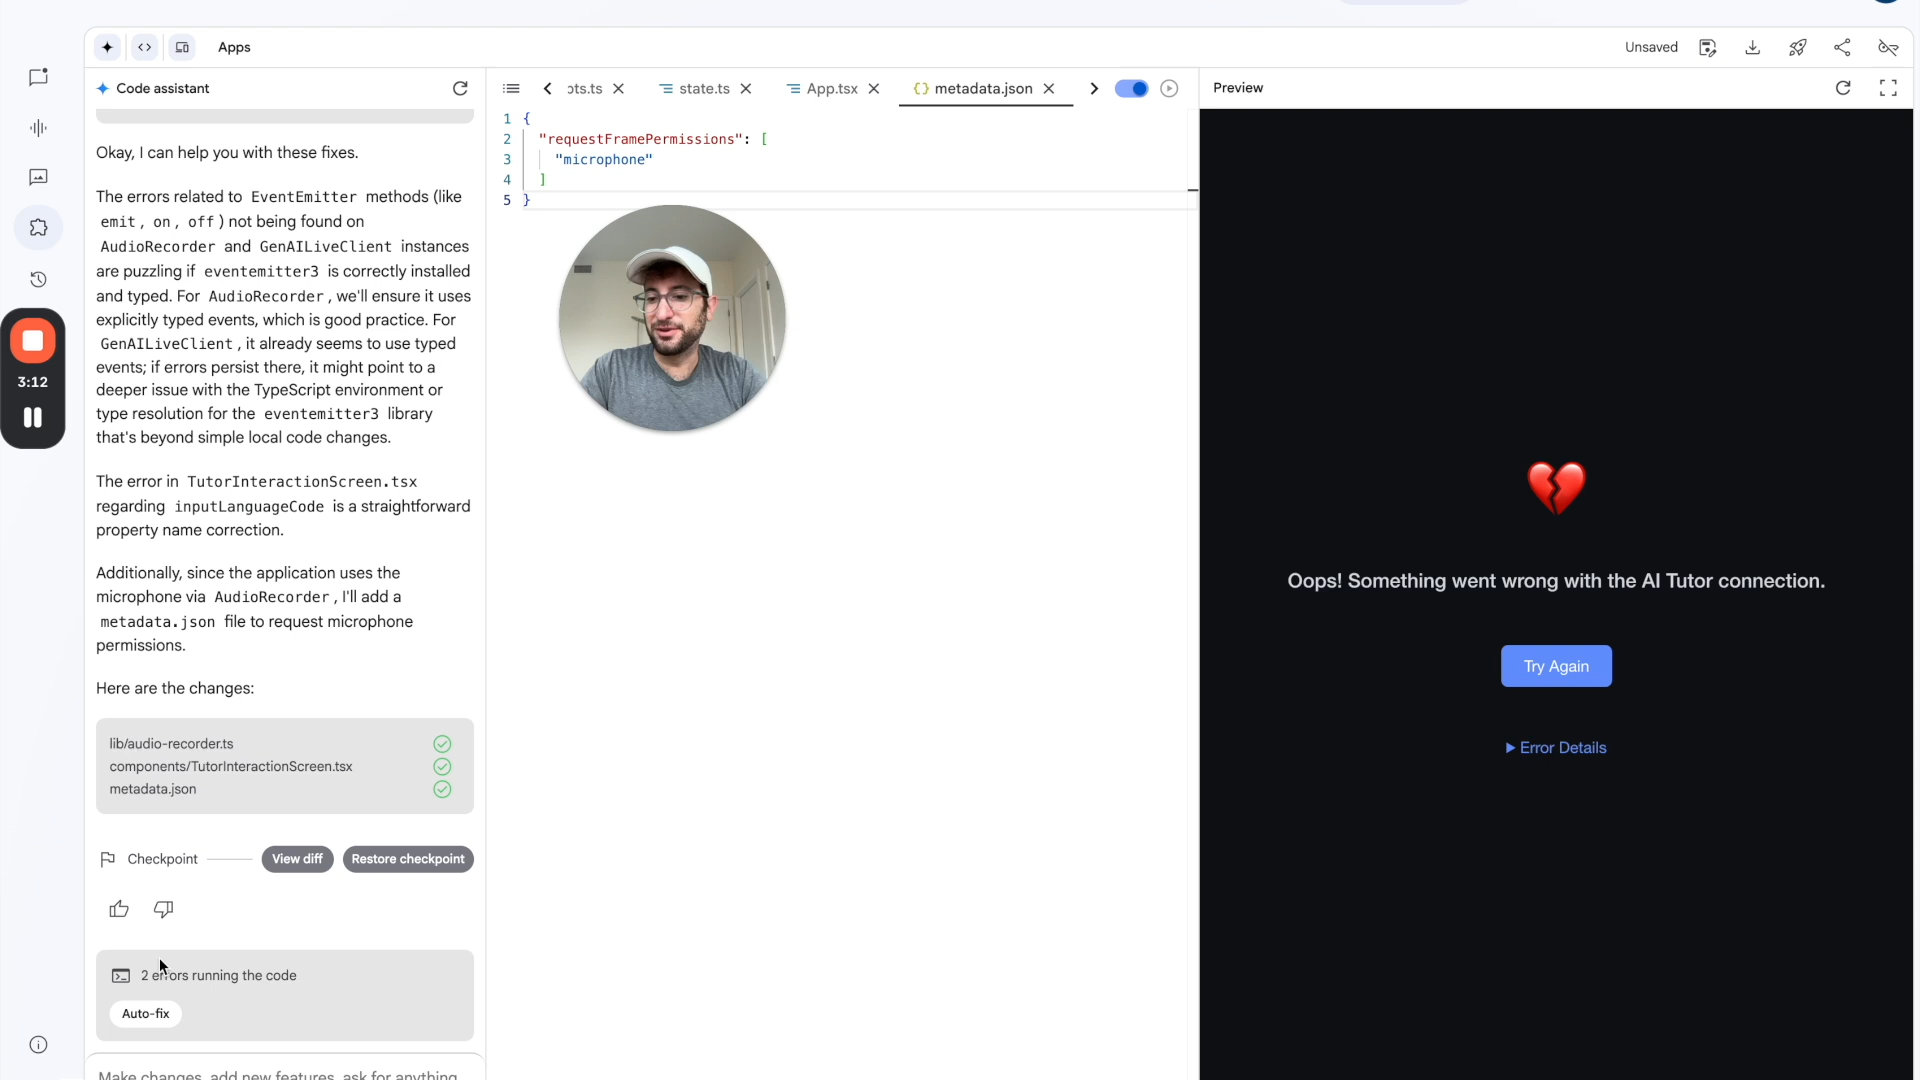 Apps
Unsaved
Code assistant
Okay, I can help you with these fixes.
The errors related to EventEmitter methods (like
emit, on, off) not being found on
AudioRecorder and GenAILiveClient instances
are puzzling if eventemitter3 is correctly installed
and typed. For AudioRecorder, we'll ensure it uses
explicitly typed events, which is good practice. For
GenAILiveClient, it already seems to use typed
events; if errors persist there, it might point to a
deeper issue with the TypeScript environment or
type resolution for the eventemitter3 library
that's beyond simple local code changes.
The error in TutorInteractionScreen.tsx
regarding inputLanguageCode is a straightforward
property name correction.
Additionally, since the application uses the
microphone via AudioRecorder, I'll add a
metadata.json file to request microphone
permissions.
Here are the changes:
lib/audio-recorder.ts
components/TutorInteractionScreen.tsx
metadata.json
Checkpoint View diff Restore checkpoint
2 errors running the code
Auto-fix
Make changes, add new features, ask for anything
3:12
ots.ts state.ts App.tsx {} metadata.json
1 {
2 "requestFramePermissions": [
3 "microphone"
4 ]
5 }
Preview
Oops! Something went wrong with the AI Tutor connection.
Try Again
Error Details